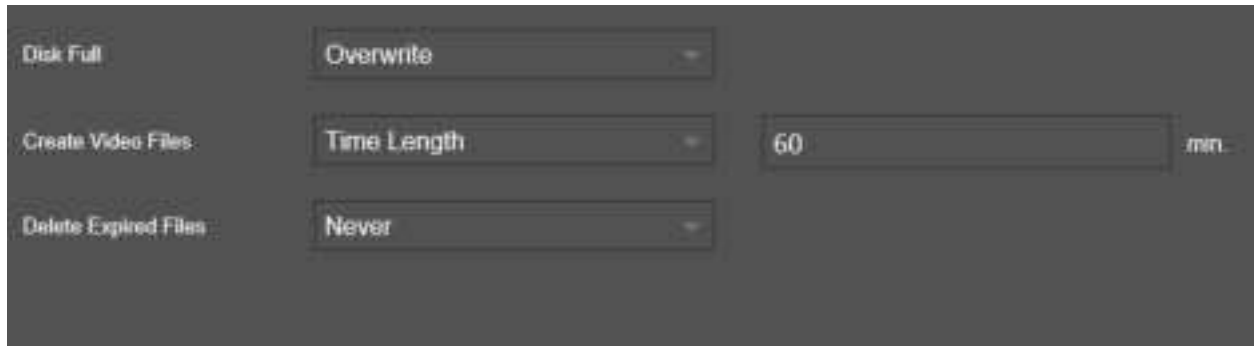 Disk Full Overwrite
Create Video Files Time Length 60 min.
Delete Expired Files Never